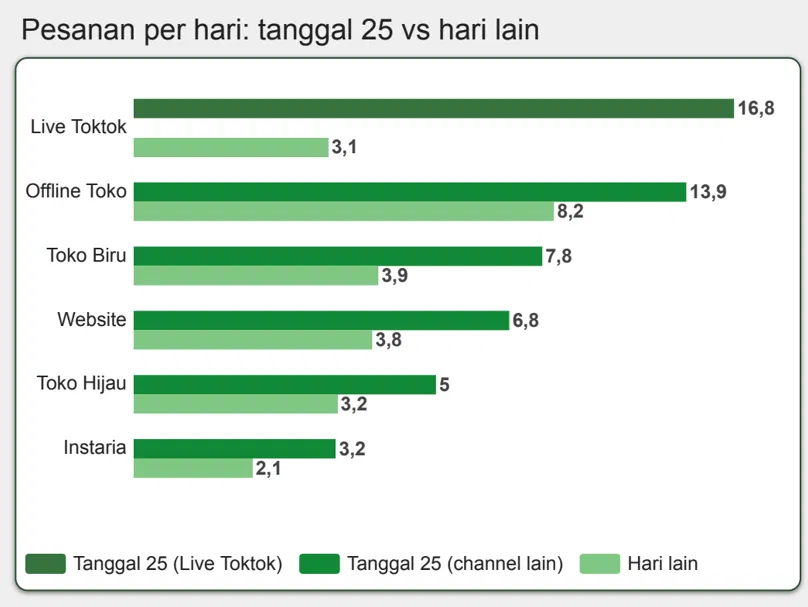 Pesanan per hari: tanggal 25 vs hari lain
Live Toktok
16,8
3,1
Offline Toko
13,9
8,2
Toko Biru
7,8
3,9
Website
6,8
3,8
Toko Hijau
5
3,2
Instaria
3,2
2,1
Tanggal 25 (Live Toktok) Tanggal 25 (channel lain) Hari lain